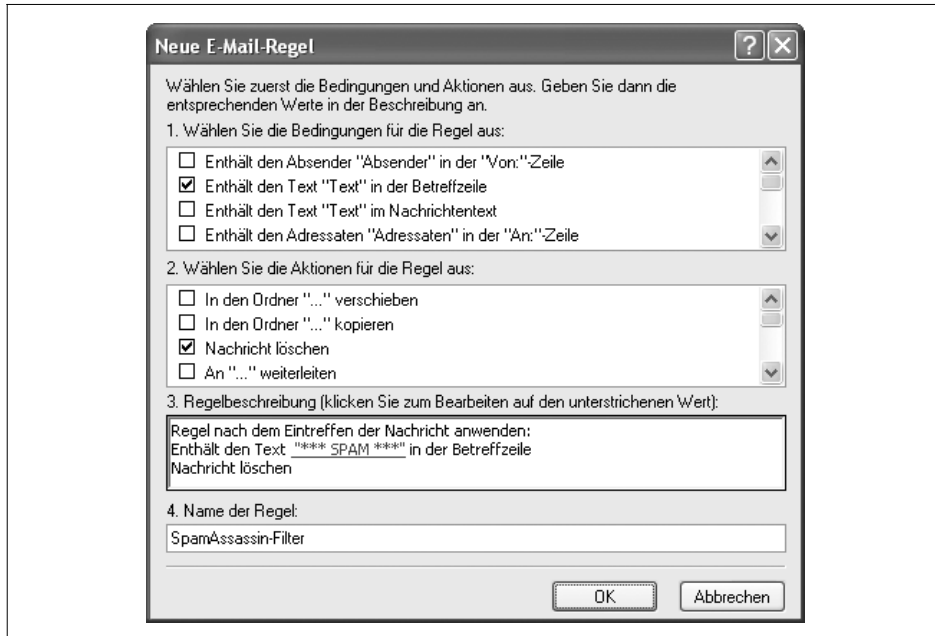 Neue E-Mail-Regel
Wählen Sie zuerst die Bedingungen und Aktionen aus. Geben Sie dann die
entsprechenden Werte in der Beschreibung an.
1. Wählen Sie die Bedingungen für die Regel aus:
Enthält den Absender "Absender" in der "Von:"-Zeile
Enthält den Text "Text" in der Betreffzeile
Enthält den Text "Text" im Nachrichtentext
Enthält den Adressaten "Adressaten" in der "An:"-Zeile
2. Wählen Sie die Aktionen für die Regel aus:
In den Ordner "..." verschieben
In den Ordner "..." kopieren
Nachricht löschen
An "..." weiterleiten
3. Regelbeschreibung (klicken Sie zum Bearbeiten auf den unterstrichenen Wert):
Regel nach dem Eintreffen der Nachricht anwenden:
Enthält den Text "*** SPAM ***" in der Betreffzeile
Nachricht löschen
4. Name der Regel:
SpamAssassin-Filter
OK Abbrechen